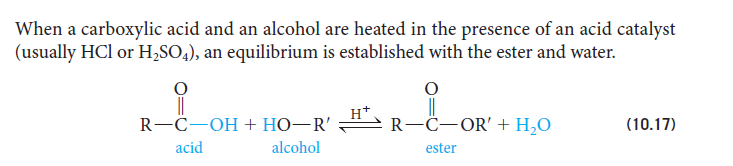 When a carboxylic acid and an alcohol are heated in the presence of an acid catalyst
(usually HCl or H₂SO₄), an equilibrium is established with the ester and water.
O O
R—C—OH + HO—R′ ⇌ R—C—OR′ + H₂O (10.17)
H⁺
acid alcohol ester